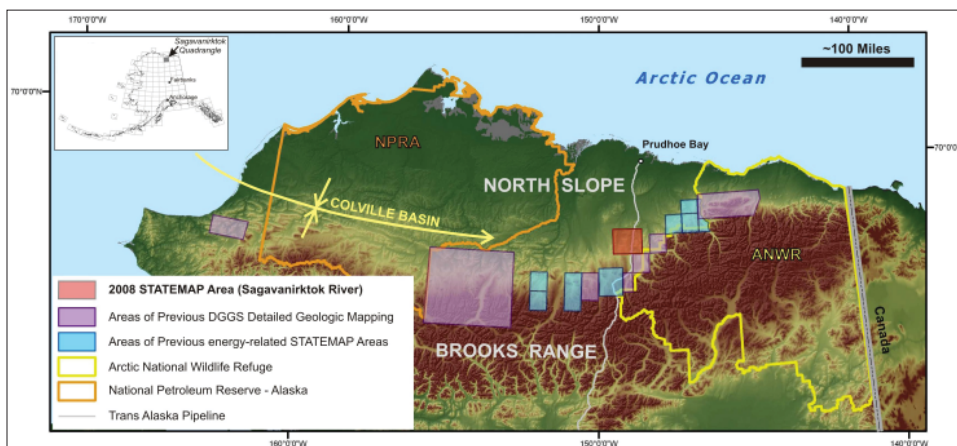 170°0'0"W
160°0'0"W
150°0'0"W
140°0'0"W
Sagavanirktok
Quadrangle
Fairbanks
Anchorage
~100 Miles
Arctic Ocean
70°0'0"N
70°0'0"N
NPRA
Prudhoe Bay
NORTH SLOPE
COLVILLE BASIN
ANWR
2008 STATEMAP Area (Sagavanirktok River)
Areas of Previous DGGS Detailed Geologic Mapping
Areas of Previous energy-related STATEMAP Areas
Arctic National Wildlife Refuge
National Petroleum Reserve - Alaska
Trans Alaska Pipeline
BROOKS RANGE
Canada
160°0'0"W
150°0'0"W
140°0'0"W